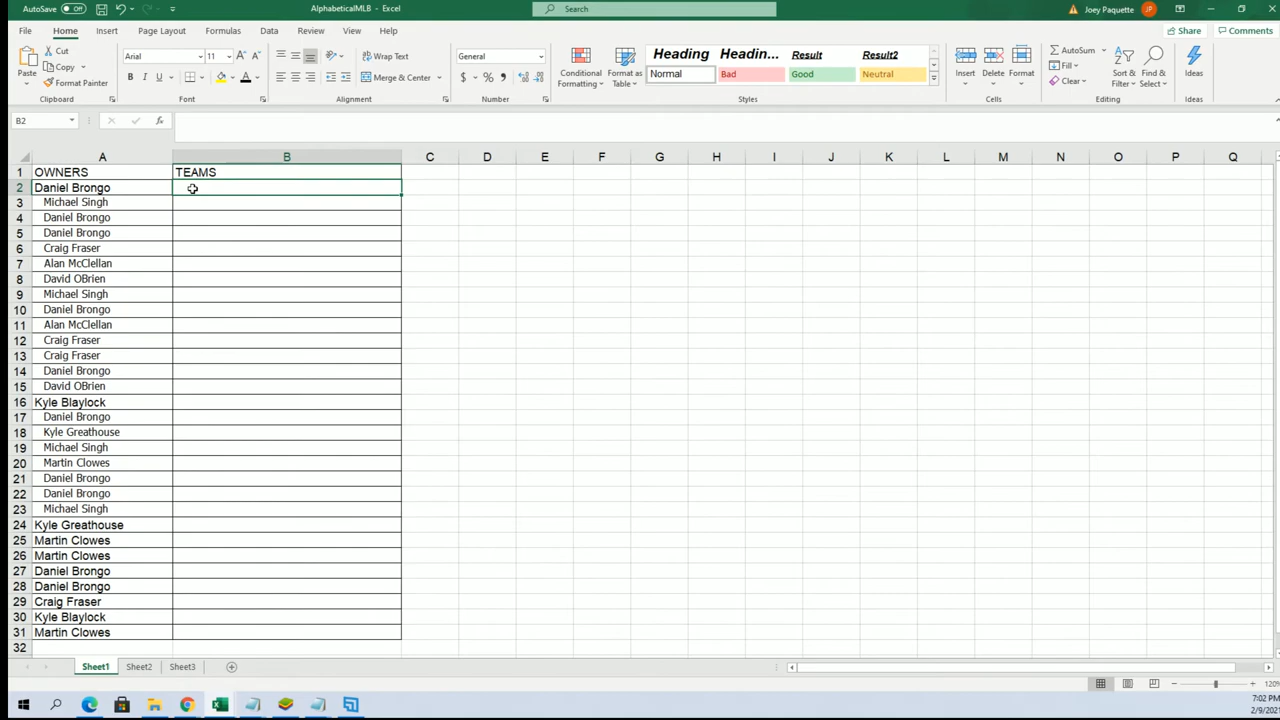 AutoSave Off AlphabeticalMLB - Excel Search Joey Paquette JP
File Home Insert Page Layout Formulas Data Review View Help Share Comments
Cut
Copy
Format Painter
Paste
Clipboard
Arial 11
B I U
Font
Wrap Text
Merge & Center
Alignment
General
$ % 9
Number
Conditional Formatting
Format as Table
Heading Headin... Result Result2
Normal Bad Good Neutral
Styles
Insert Delete Format
Cells
AutoSum
Fill
Clear
Sort & Filter
Find & Select
Editing
Ideas
Ideas
B2 fx
A B C D E F G H I J K L M N O P Q
1 OWNERS TEAMS
2 Daniel Brongo
3 Michael Singh
4 Daniel Brongo
5 Daniel Brongo
6 Craig Fraser
7 Alan McClellan
8 David OBrien
9 Michael Singh
10 Daniel Brongo
11 Alan McClellan
12 Craig Fraser
13 Craig Fraser
14 Daniel Brongo
15 David OBrien
16 Kyle Blaylock
17 Daniel Brongo
18 Kyle Greathouse
19 Michael Singh
20 Martin Clowes
21 Daniel Brongo
22 Daniel Brongo
23 Michael Singh
24 Kyle Greathouse
25 Martin Clowes
26 Martin Clowes
27 Daniel Brongo
28 Daniel Brongo
29 Craig Fraser
30 Kyle Blaylock
31 Martin Clowes
32
Sheet1 Sheet2 Sheet3
120%
7:02 PM